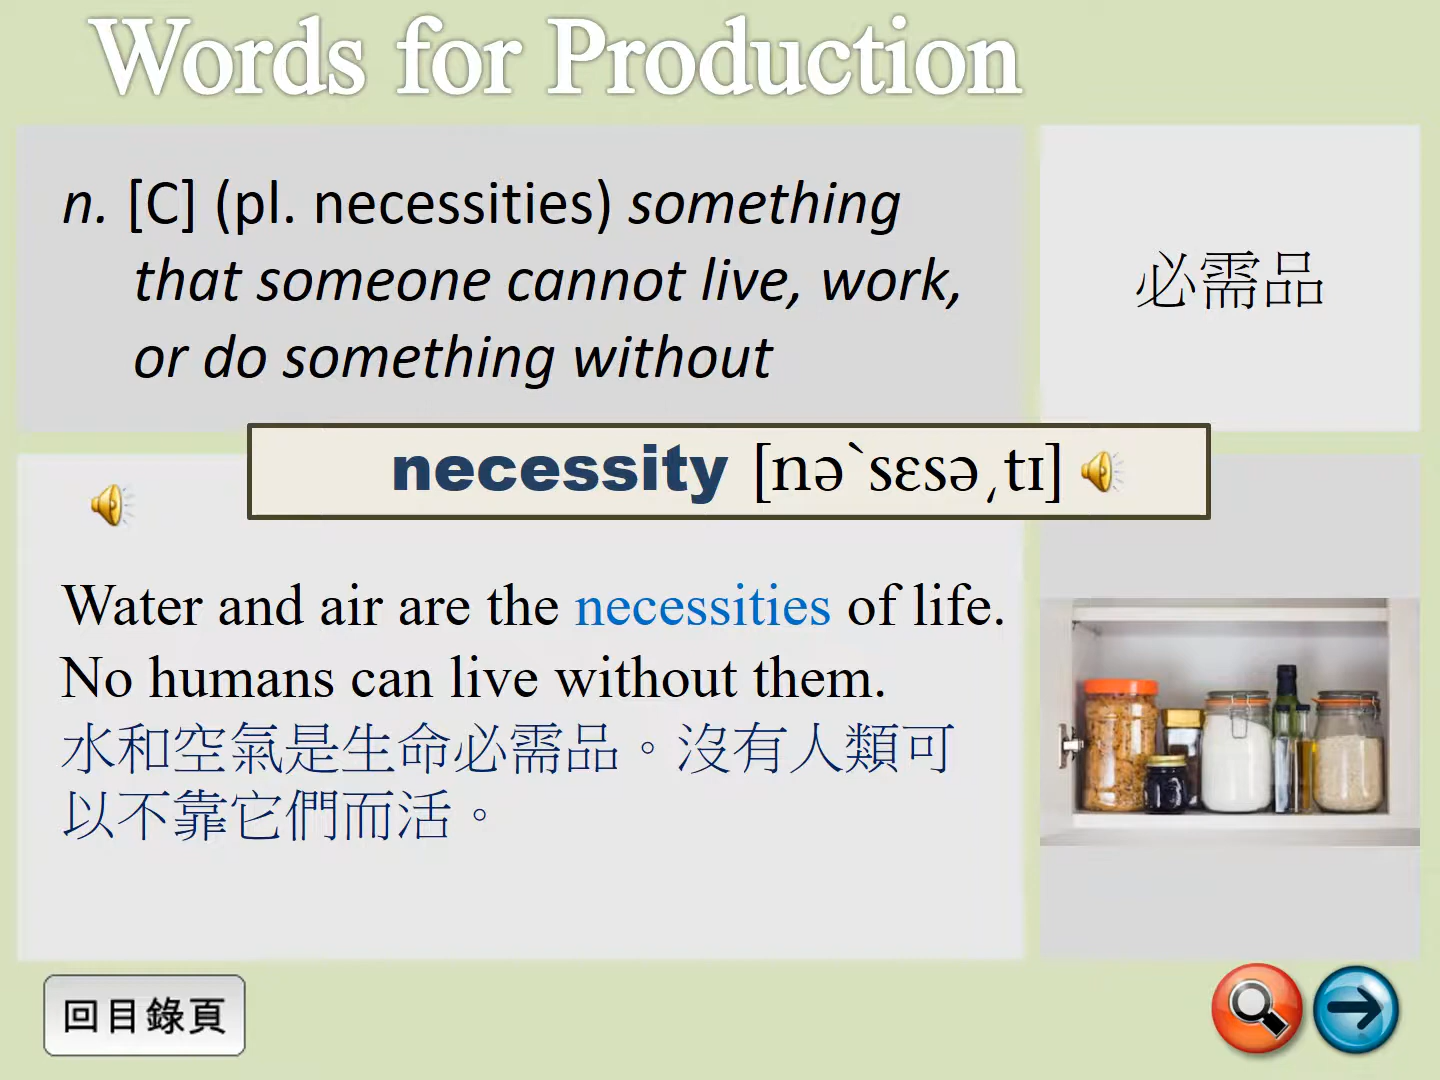 Words for Production
n. [C] (pl. necessities) something
that someone cannot live, work,
or do something without
必需品
necessity [nə`sɛsə͵tɪ]
Water and air are the necessities of life.
No humans can live without them.
水和空氣是生命必需品。沒有人類可
以不靠它們而活。
回目錄頁